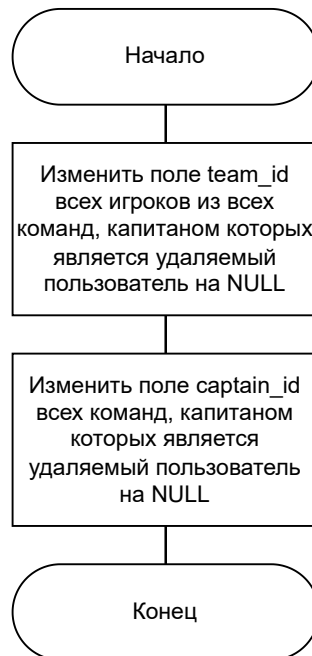 Начало
Изменить поле team_id
всех игроков из всех
команд, капитаном которых
является удаляемый
пользователь на NULL
Изменить поле captain_id
всех команд, капитаном
которых является
удаляемый пользователь
на NULL
Конец